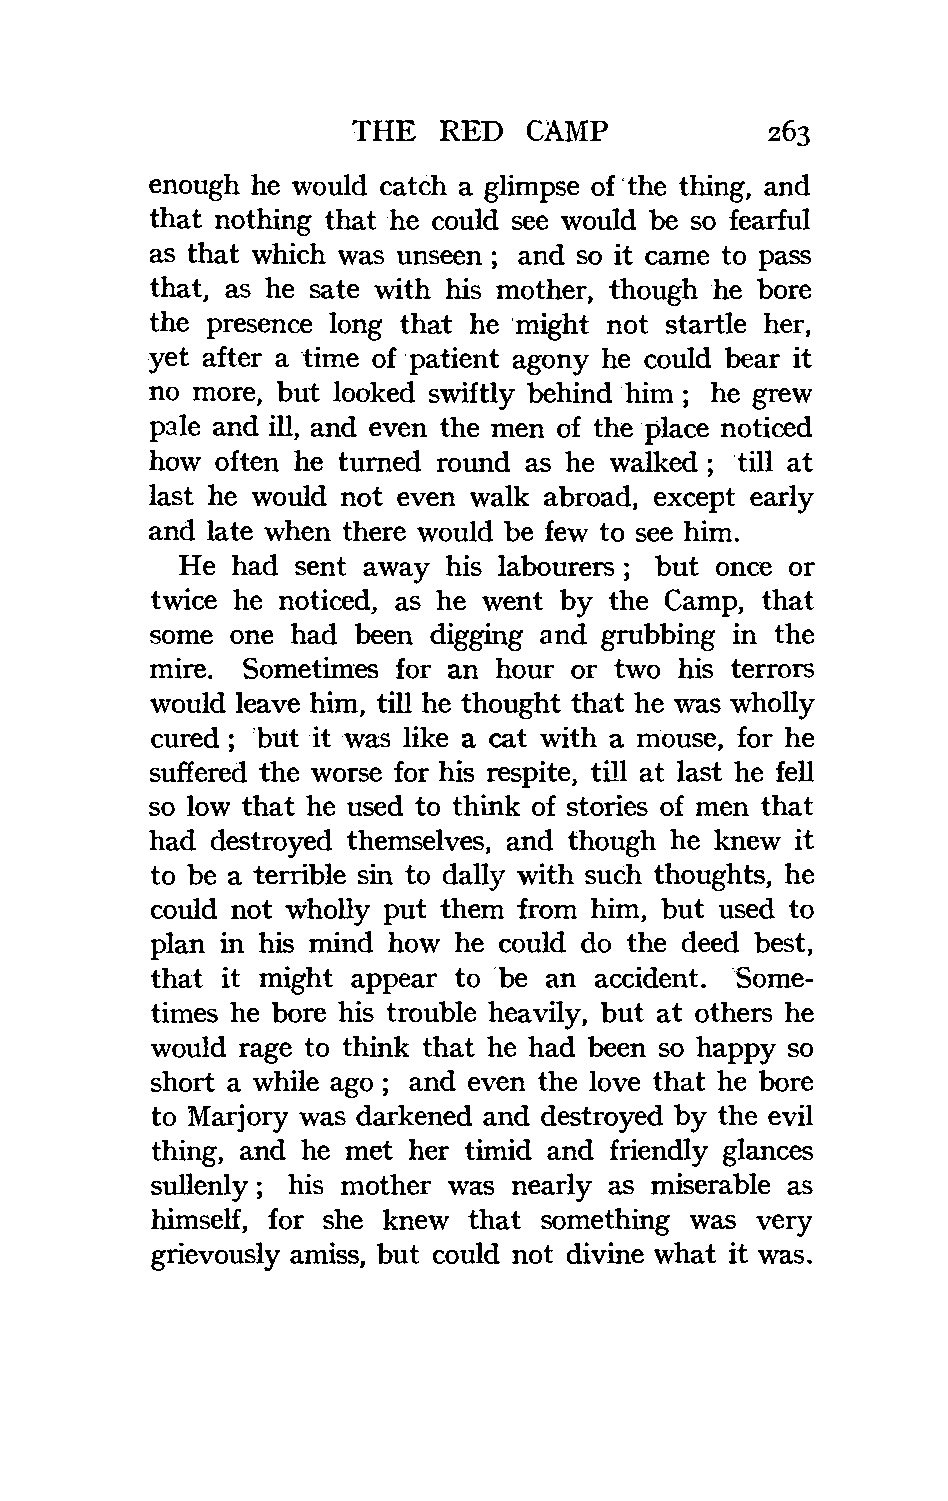 THE RED CAMP 263
enough he would catch a glimpse of the thing, and
that nothing that he could see would be so fearful
as that which was unseen ; and so it came to pass
that, as he sate with his mother, though he bore
the presence long that he might not startle her,
yet after a time of patient agony he could bear it
no more, but looked swiftly behind him ; he grew
pale and ill, and even the men of the place noticed
how often he turned round as he walked ; till at
last he would not even walk abroad, except early
and late when there would be few to see him.
He had sent away his labourers ; but once or
twice he noticed, as he went by the Camp, that
some one had been digging and grubbing in the
mire. Sometimes for an hour or two his terrors
would leave him, till he thought that he was wholly
cured ; but it was like a cat with a mouse, for he
suffered the worse for his respite, till at last he fell
so low that he used to think of stories of men that
had destroyed themselves, and though he knew it
to be a terrible sin to dally with such thoughts, he
could not wholly put them from him, but used to
plan in his mind how he could do the deed best,
that it might appear to be an accident. Some-
times he bore his trouble heavily, but at others he
would rage to think that he had been so happy so
short a while ago ; and even the love that he bore
to Marjory was darkened and destroyed by the evil
thing, and he met her timid and friendly glances
sullenly ; his mother was nearly as miserable as
himself, for she knew that something was very
grievously amiss, but could not divine what it was.